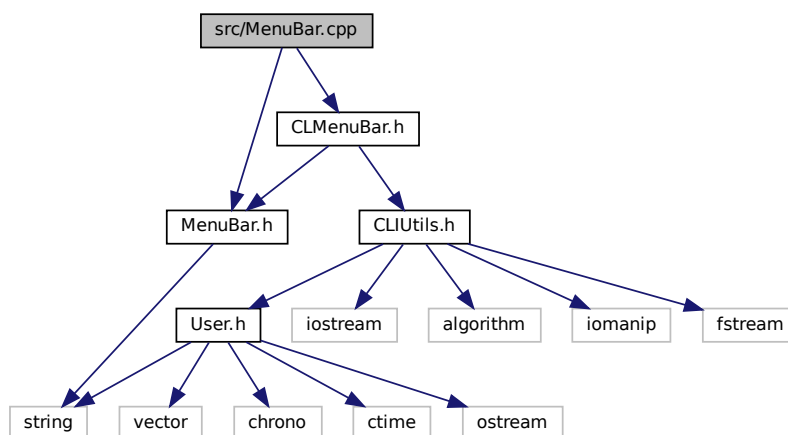 src/MenuBar.cpp
CLMenuBar.h
MenuBar.h
CLIUtils.h
User.h
iostream
algorithm
iomanip
fstream
string
vector
chrono
ctime
ostream